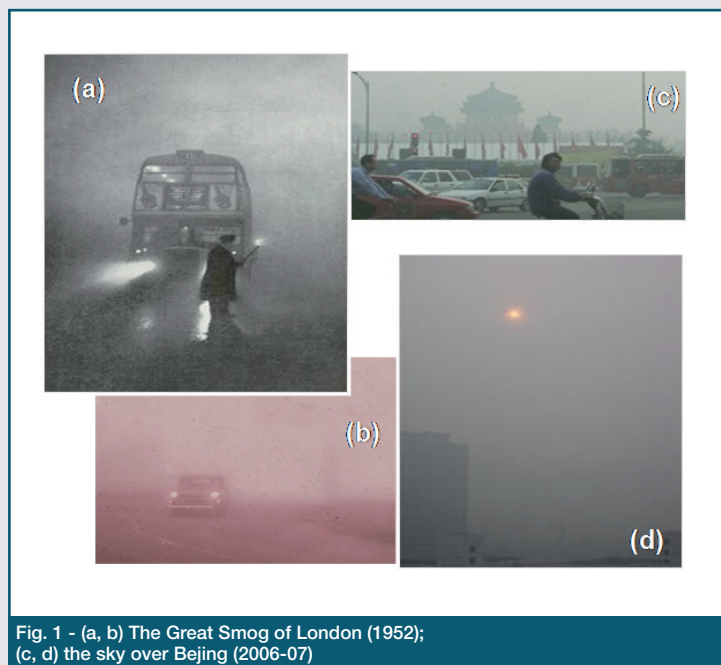 (a)
(c)
(b)
(d)
Fig. 1 - (a, b) The Great Smog of London (1952);
(c, d) the sky over Bejing (2006-07)